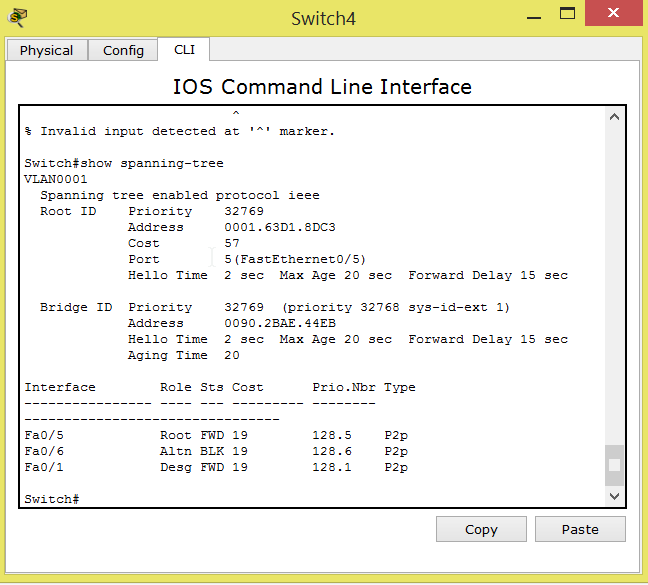 Switch4
Physical Config CLI
IOS Command Line Interface
^
% Invalid input detected at '^' marker.
Switch#show spanning-tree
VLAN0001
  Spanning tree enabled protocol ieee
  Root ID    Priority    32769
             Address     0001.63D1.8DC3
             Cost        57
             Port        5(FastEthernet0/5)
             Hello Time  2 sec  Max Age 20 sec  Forward Delay 15 sec
  Bridge ID  Priority    32769  (priority 32768 sys-id-ext 1)
             Address     0090.2BAE.44EB
             Hello Time  2 sec  Max Age 20 sec  Forward Delay 15 sec
             Aging Time  20
Interface        Role Sts Cost      Prio.Nbr Type
---------------- ---- --- --------- --------
--------------------------------
Fa0/5            Root FWD 19        128.5    P2p
Fa0/6            Altn BLK 19        128.6    P2p
Fa0/1            Desg FWD 19        128.1    P2p
Switch#
Copy Paste